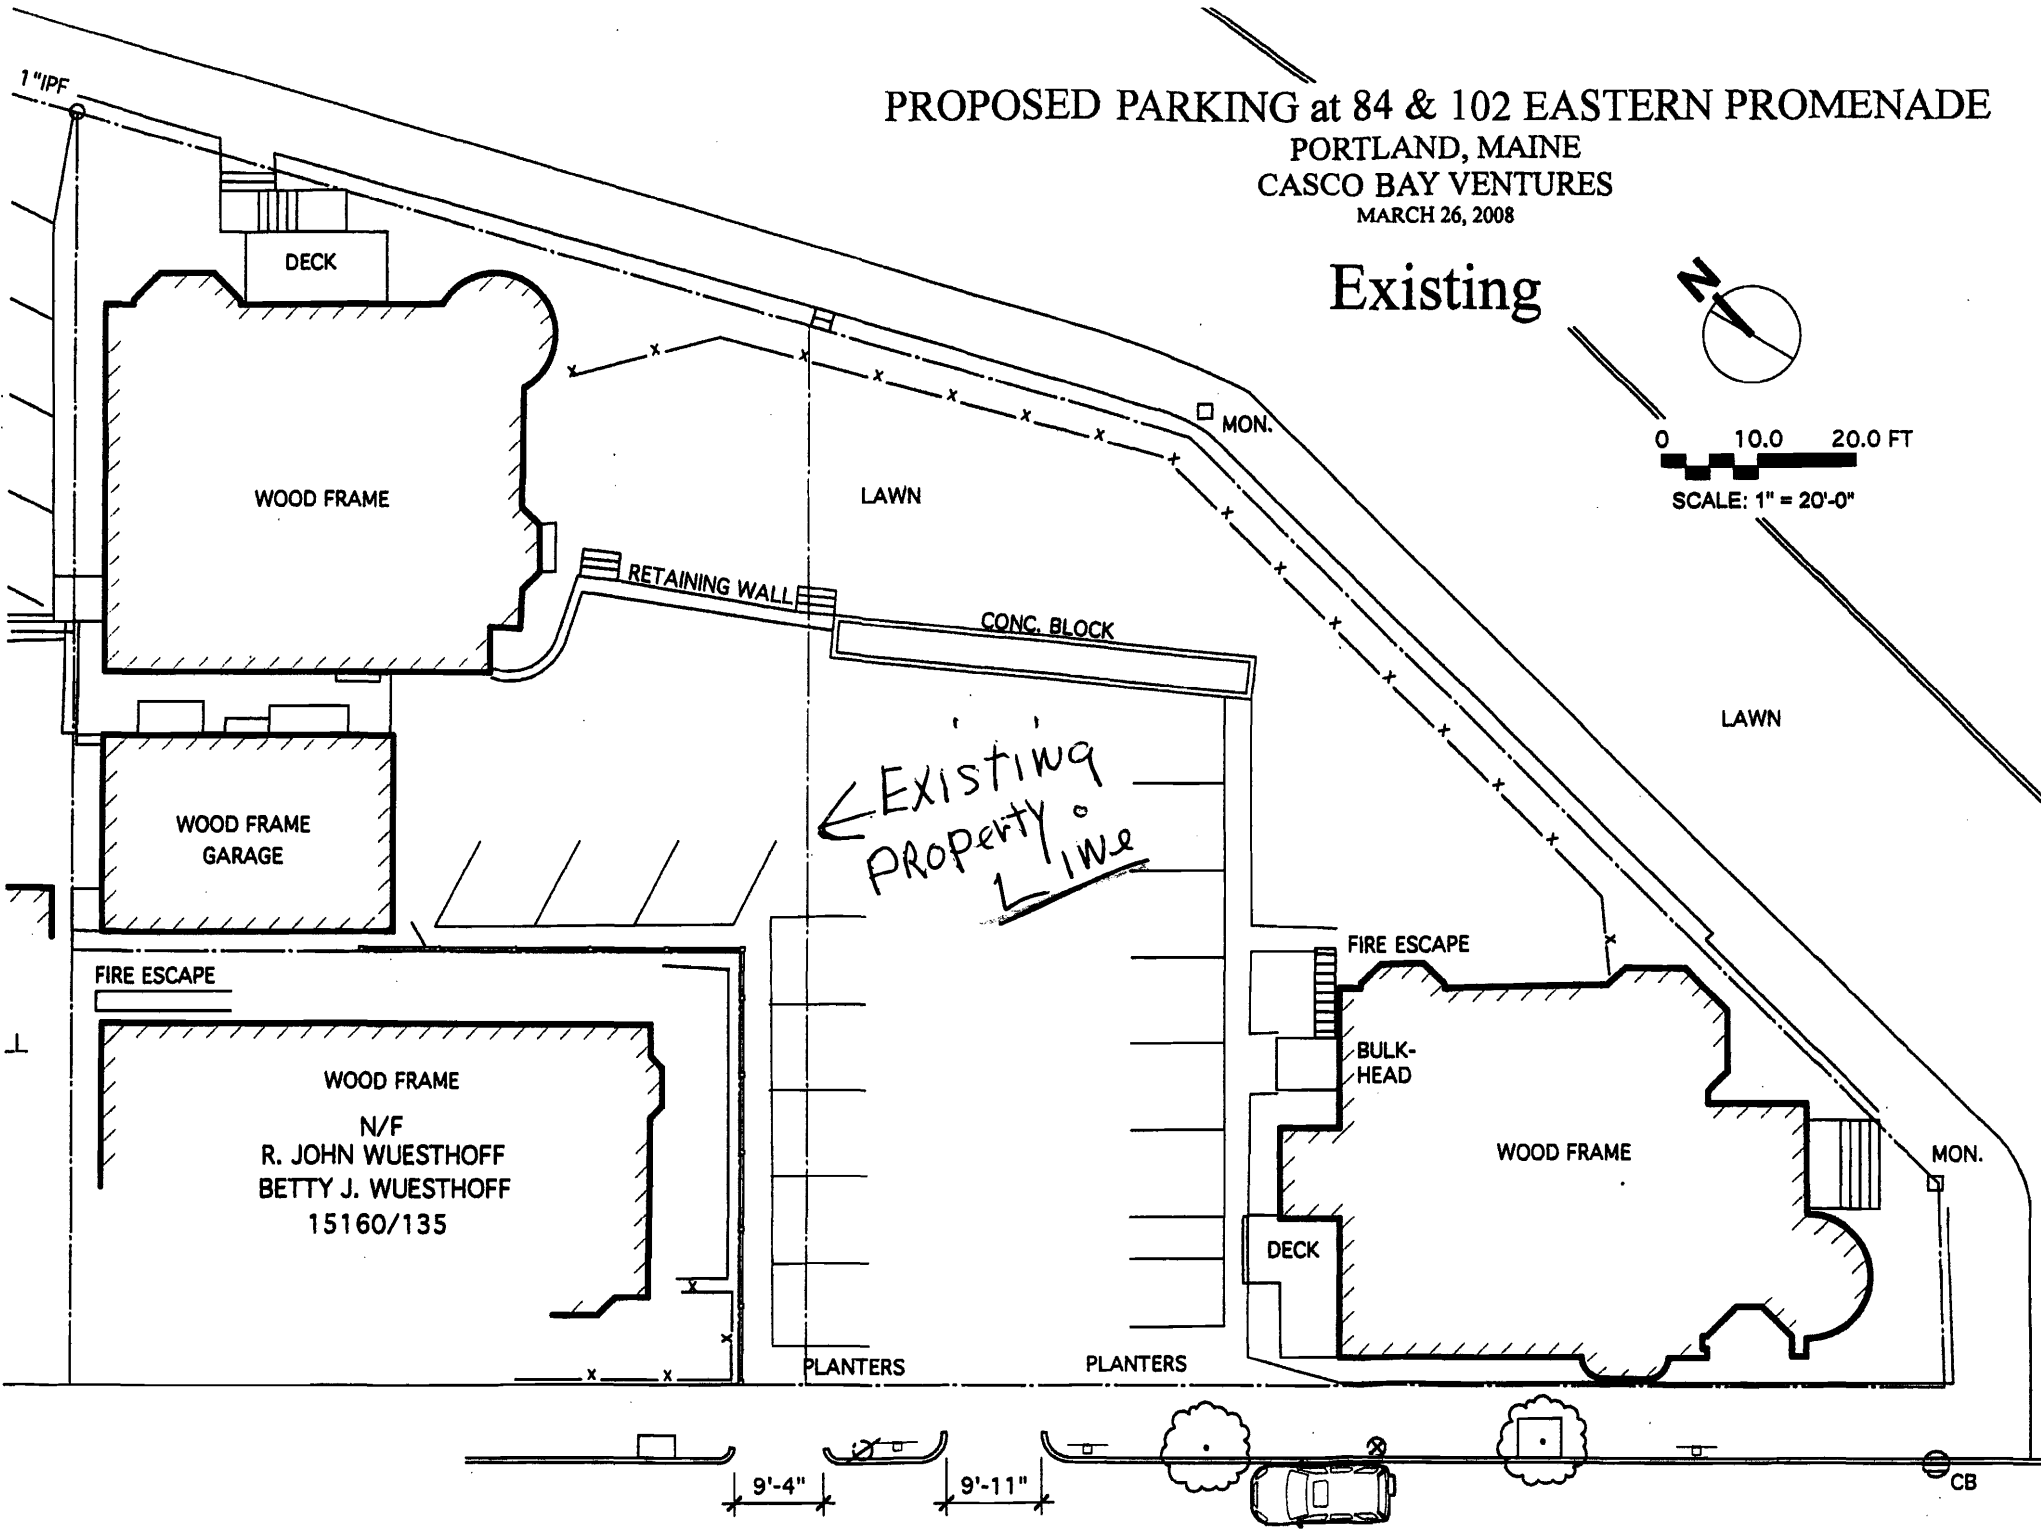 1"IPF
PROPOSED PARKING at 84 & 102 EASTERN PROMENADE
PORTLAND, MAINE
CASCO BAY VENTURES
MARCH 26, 2008
Existing
N
DECK
MON.
0 10.0 20.0 FT
SCALE: 1" = 20'-0"
WOOD FRAME
LAWN
RETAINING WALL
CONC. BLOCK
LAWN
Existing
Property
Line
WOOD FRAME
GARAGE
FIRE ESCAPE
FIRE ESCAPE
BULK-
HEAD
WOOD FRAME
N/F
R. JOHN WUESTHOFF
BETTY J. WUESTHOFF
15160/135
WOOD FRAME
MON.
DECK
PLANTERS
PLANTERS
9'-4"
9'-11"
CB